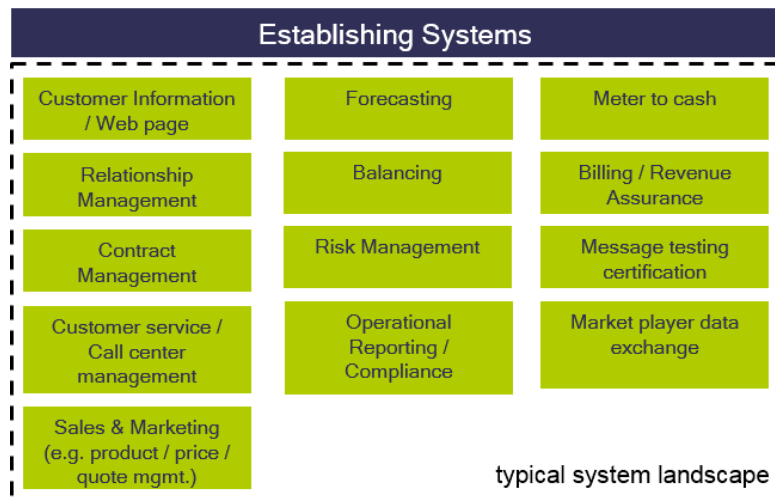 Establishing Systems
Customer Information
/ Web page
Relationship
Management
Contract
Management
Customer service /
Call center
management
Sales & Marketing
(e.g. product / price /
quote mgmt.)
Forecasting
Balancing
Risk Management
Operational
Reporting /
Compliance
Meter to cash
Billing / Revenue
Assurance
Message testing
certification
Market player data
exchange
typical system landscape